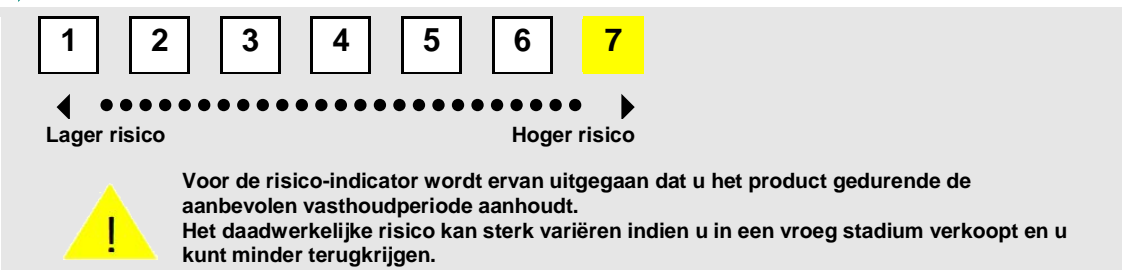 1 2 3 4 5 6 7
Lager risico Hoger risico
Voor de risico-indicator wordt ervan uitgegaan dat u het product gedurende de
aanbevolen vasthoudperiode aanhoudt.
! Het daadwerkelijke risico kan sterk variëren indien u in een vroeg stadium verkoopt en u
kunt minder terugkrijgen.